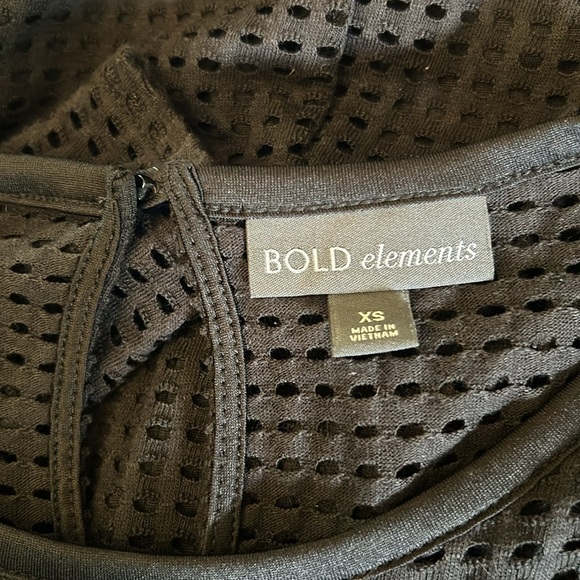 BOLD elements
XS
MADE IN
VIETNAM